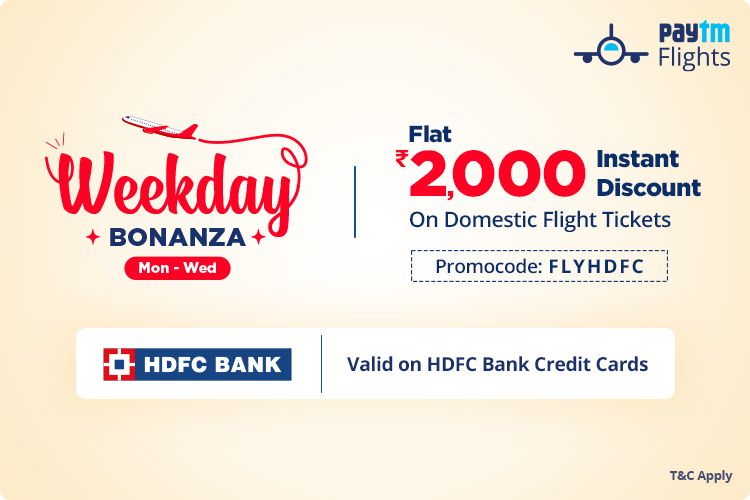 paytm
Flights
Weekday
BONANZA
Mon - Wed
Flat
₹2,000
Instant
Discount
On Domestic Flight Tickets
Promocode: FLYHDFC
HDFC BANK
Valid on HDFC Bank Credit Cards
T&C Apply